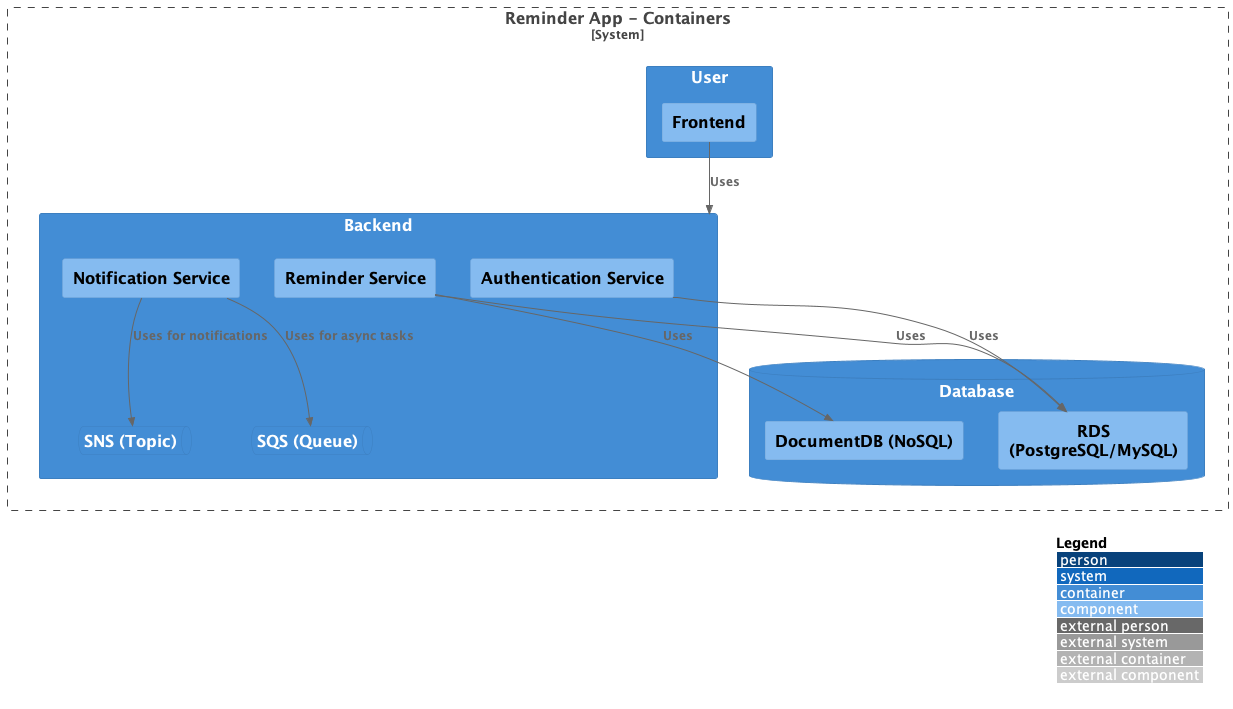 Reminder App – Containers
[System]
User
Frontend
Uses
Backend
Notification Service
Reminder Service
Authentication Service
Uses for notifications
Uses for async tasks
Uses
Uses
Uses
Database
SNS (Topic)
SQS (Queue)
DocumentDB (NoSQL)
RDS
(PostgreSQL/MySQL)
Legend
person
system
container
component
external person
external system
external container
external component